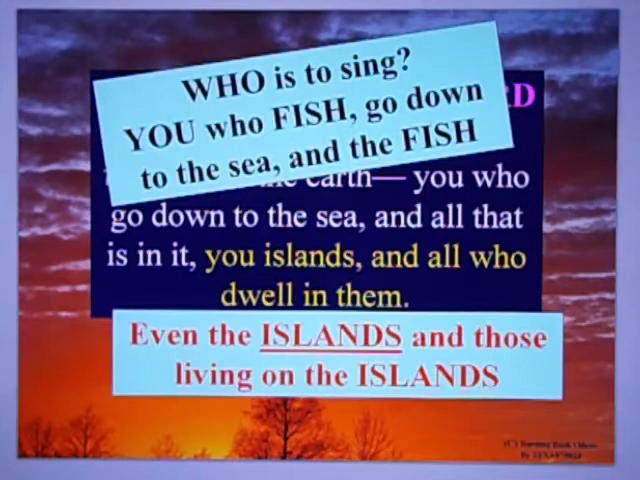 WHO is to sing?
YOU who FISH, go down
to the sea, and the FISH
earth— you who
go down to the sea, and all that
is in it, you islands, and all who
dwell in them.
Even the ISLANDS and those
living on the ISLANDS